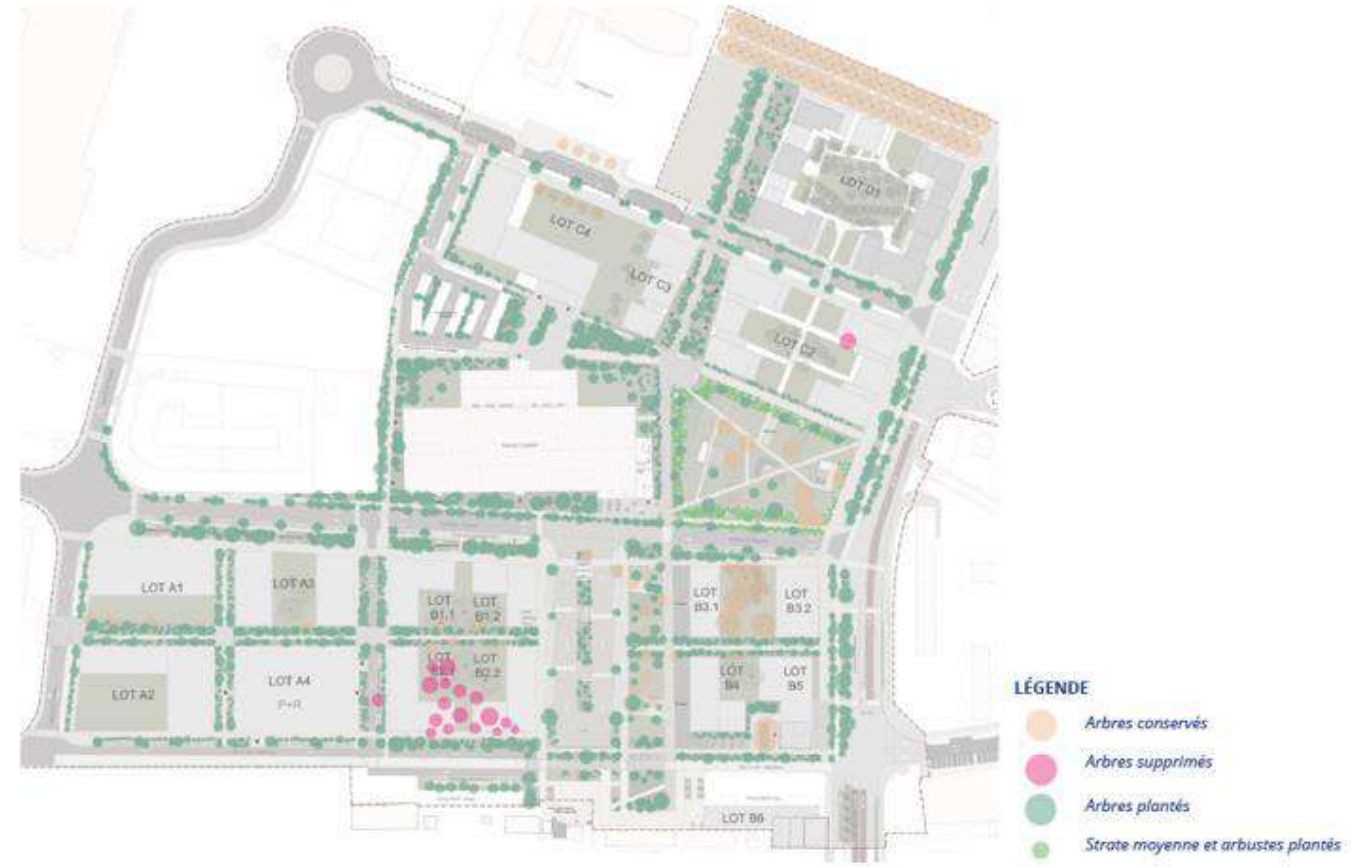 LOT D1
LOT C4
LOT C3
LOT C2
LOT A1
LOT A3
LOT
B1.1
LOT
B1.2
LOT
B3.1
LOT
B3.2
LOT A2
LOT A4
P+R
LOT
LOT
B2.2
LOT
B4
LOT
B5
LOT B6
LÉGENDE
Arbres conservés
Arbres supprimés
Arbres plantés
Strate moyenne et arbustes plantés